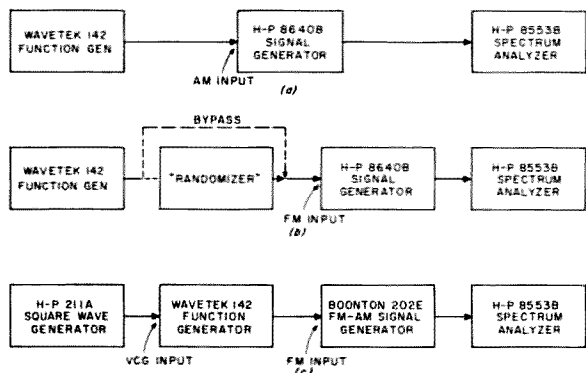 WAVETEK 142
FUNCTION GEN
AM INPUT
H-P 8640B
SIGNAL
GENERATOR
(a)
H-P 8553B
SPECTRUM
ANALYZER
BYPASS
WAVETEK 142
FUNCTION GEN
"RANDOMIZER"
FM INPUT
(b)
H-P 8640B
SIGNAL
GENERATOR
H-P 8553B
SPECTRUM
ANALYZER
H-P 211A
SQUARE WAVE
GENERATOR
VCG INPUT
WAVETEK 142
FUNCTION
GENERATOR
FM INPUT
(c)
BOONTON 202E
FM-AM SIGNAL
GENERATOR
H-P 8553B
SPECTRUM
ANALYZER